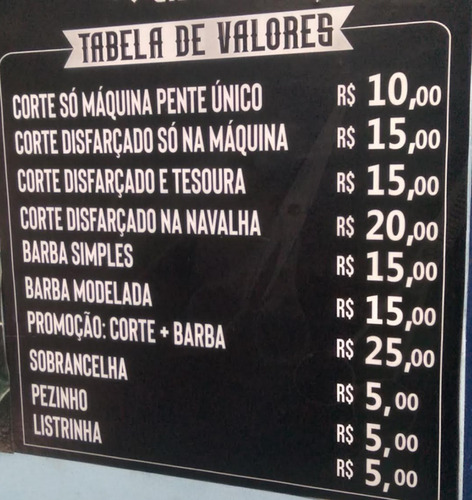 TABELA DE VALORES
CORTE SÓ MÁQUINA PENTE ÚNICO R$ 10,00
CORTE DISFARÇADO SÓ NA MÁQUINA R$ 15,00
CORTE DISFARÇADO E TESOURA R$ 15,00
CORTE DISFARÇADO NA NAVALHA R$ 20,00
BARBA SIMPLES R$ 15,00
BARBA MODELADA R$ 15,00
PROMOÇÃO: CORTE + BARBA R$ 25,00
SOBRANCELHA R$ 5,00
PEZINHO R$ 5,00
LISTRINHA R$ 5,00